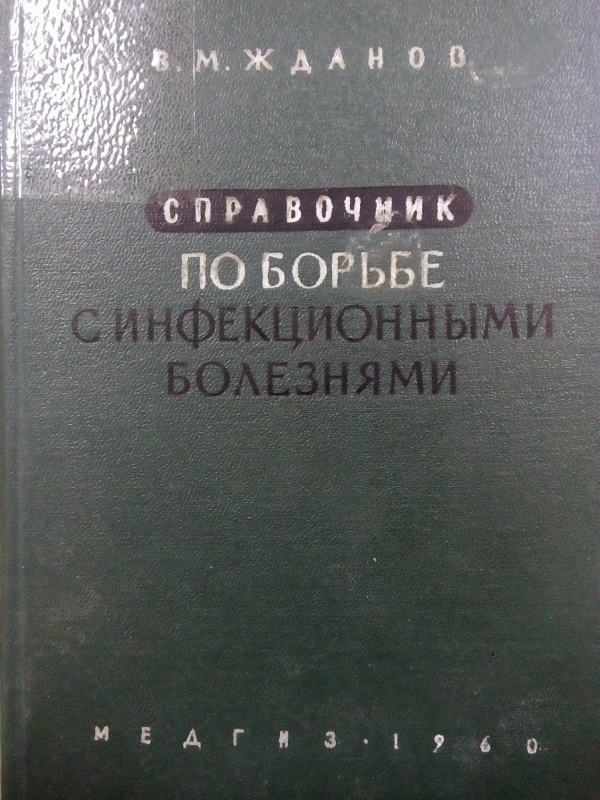 В. М. ЖДАНОВ
СПРАВОЧНИК
ПО БОРЬБЕ
С ИНФЕКЦИОННЫМИ
БОЛЕЗНЯМИ
МЕДГИЗ · 1960